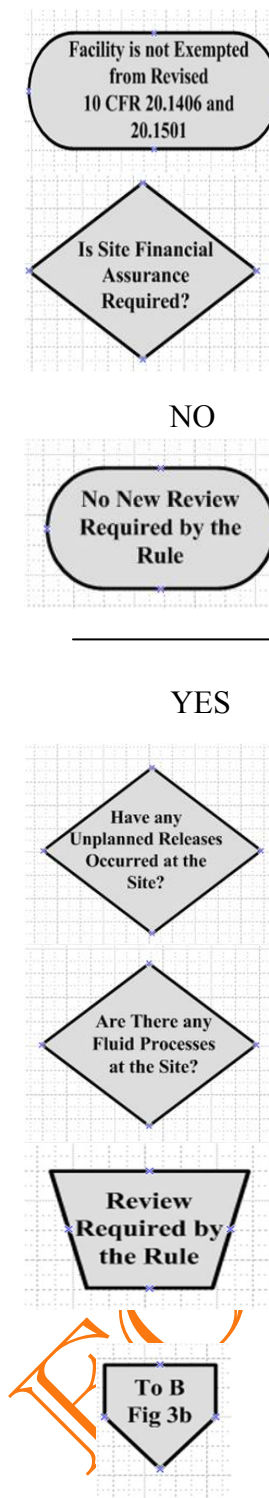 Facility is not Exempted
from Revised
10 CFR 20.1406 and
20.1501
Is Site Financial
Assurance
Required?
NO
No New Review
Required by the
Rule
YES
Have any
Unplanned Releases
Occurred at the
Site?
Are There any
Fluid Processes
at the Site?
Review
Required by
the Rule
To B
Fig 3b